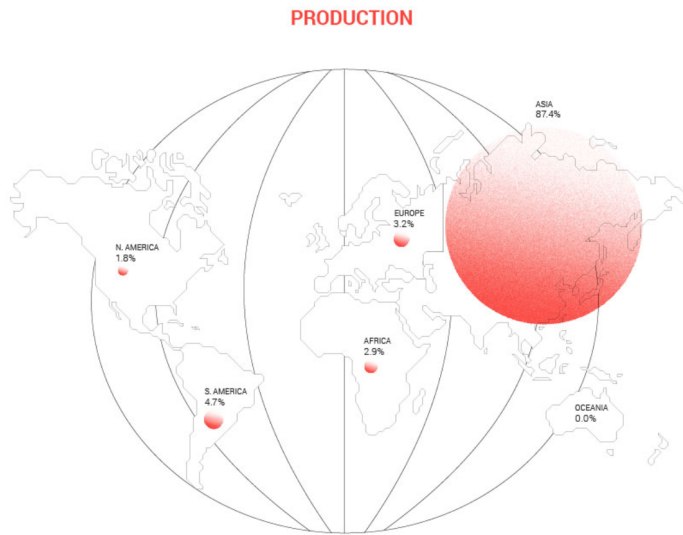 PRODUCTION
ASIA
87.4%
EUROPE
3.2%
N. AMERICA
1.8%
AFRICA
2.9%
S. AMERICA
4.7%
OCEANIA
0.0%